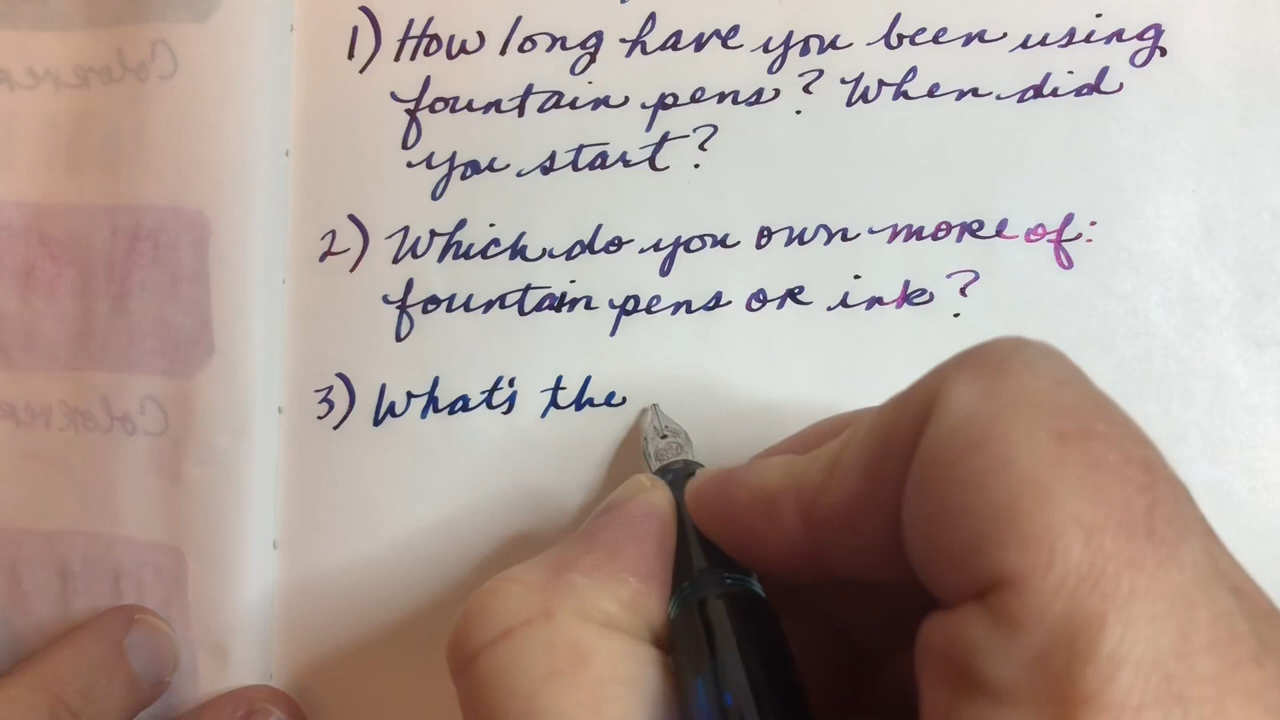 1) How long have you been using
fountain pens? When did
you start?
2) Which do you own more of:
fountain pens or ink?
3) What's the